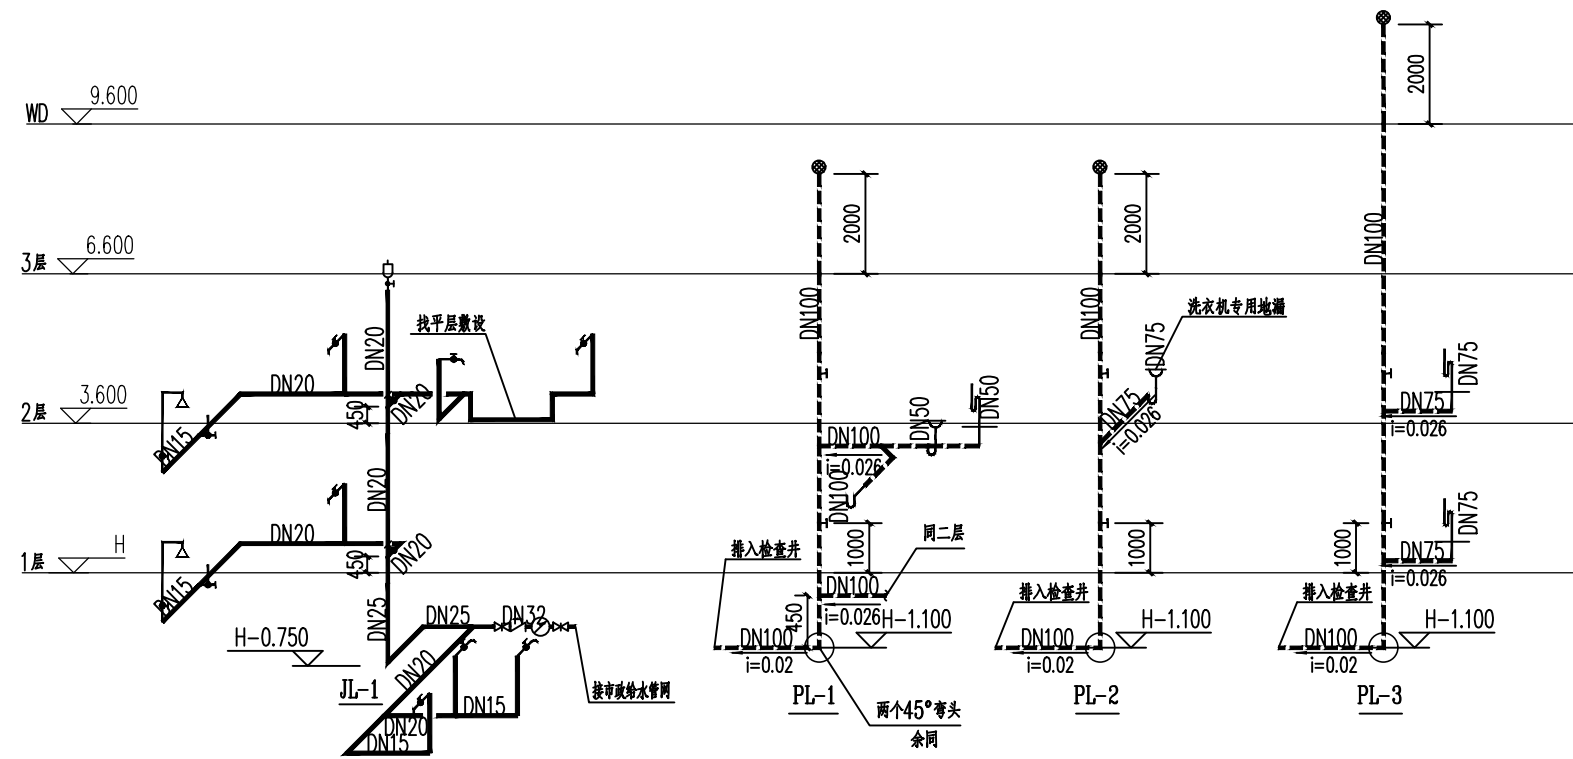 2000
9.600
WD
6.600
3层
2000
2000
DN100
DN20
找平层敷设
DN100
DN100
洗衣机专用地漏
DN75
DN75
DN20
3.600
2层
450
DN20
DN50
DN50
DN75
DN75
i=0.026
i=0.026
DN15
DN100
i=0.026
DN100
DN20
DN75
DN20
H
1层
450
DN20
排入检查井
1000
同二层
1000
1000
DN75
i=0.026
DN15
DN25
DN25
DN32
450
DN100
i=0.026
排入检查井
排入检查井
H-0.750
H-1.100
H-1.100
H-1.100
DN100
i=0.02
DN100
i=0.02
DN100
i=0.02
DN20
JL-1
接市政给水管网
PL-1
PL-2
PL-3
DN15
DN20
DN15
两个45°弯头
余同